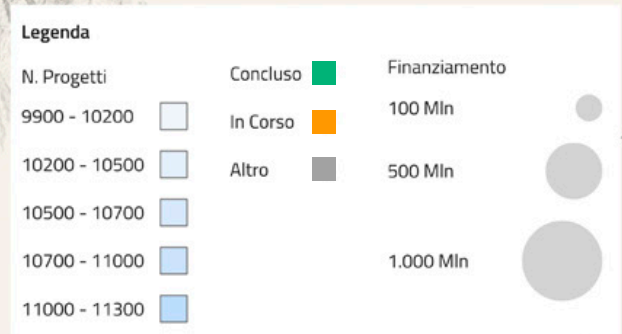 Legenda
N. Progetti
9900 - 10200
10200 - 10500
10500 - 10700
10700 - 11000
11000 - 11300
Concluso
In Corso
Altro
Finanziamento
100 Mln
500 Mln
1.000 Mln